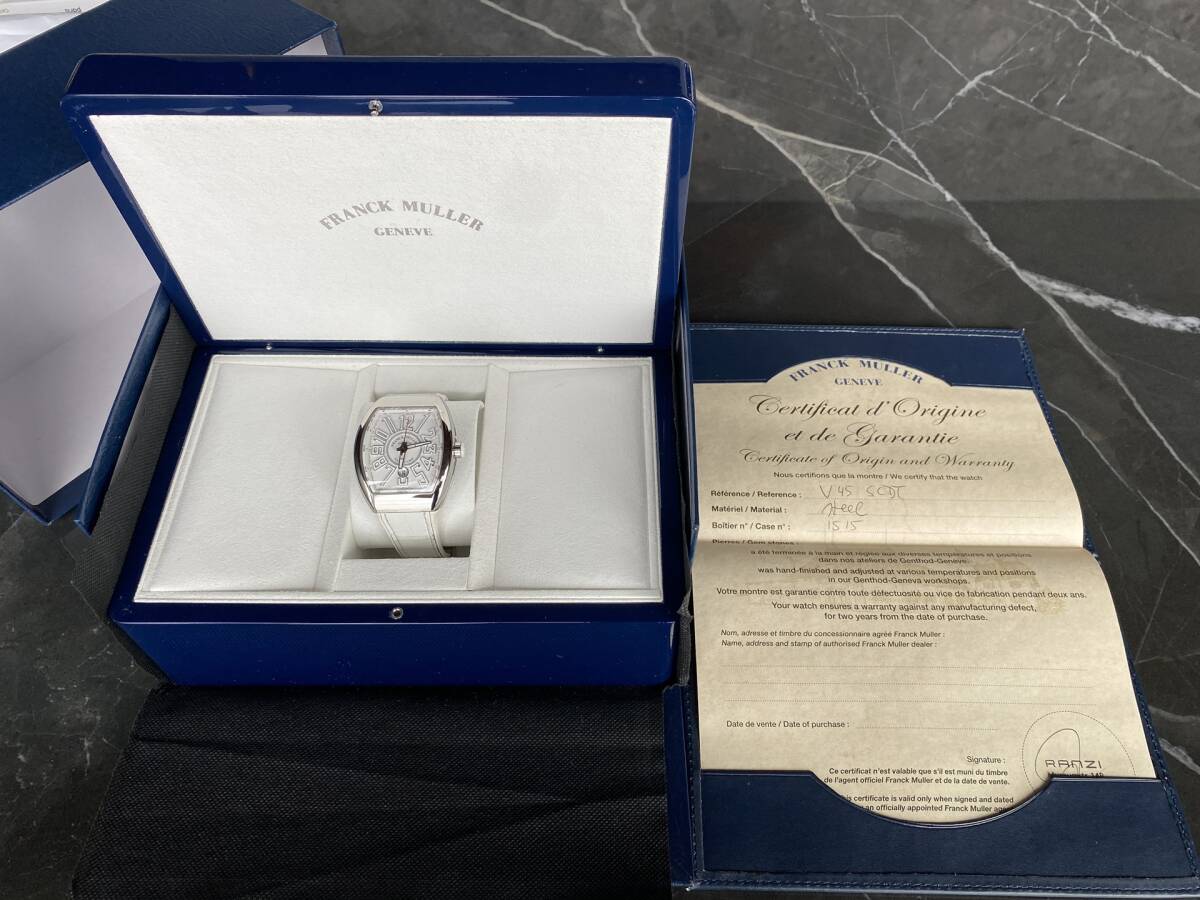 FRANCK MULLER
GENEVE
FRANCK MULLER
GENEVE
Certificat d'Origine
et de Garantie
Certificate of Origin and Warranty
Nous certifions que la montre / We certify that the watch
Référence / Reference : V 45 SCDT
Matériel / Material : Steel
Boîtier n° / Case n° : 1515
Pierres / Gem stones :
a été terminée à la main et réglée aux diverses températures et positions
dans nos ateliers de Genthod-Genève.
was hand-finished and adjusted at various temperatures and positions
in our Genthod-Geneva workshops.
Votre montre est garantie contre toute défectuosité ou vice de fabrication pendant deux ans.
Your watch ensures a warranty against any manufacturing defect,
for two years from the date of purchase.
Nom, adresse et timbre du concessionnaire agréé Franck Muller :
Name, address and stamp of authorised Franck Muller dealer :
Date de vente / Date of purchase :
Signature :
RANZI
Ce certificat n'est valable que s'il est muni du timbre
de l'agent officiel Franck Muller et de la date de vente.
is certificate is valid only when signed and dated
an officially appointed Franck Muller age